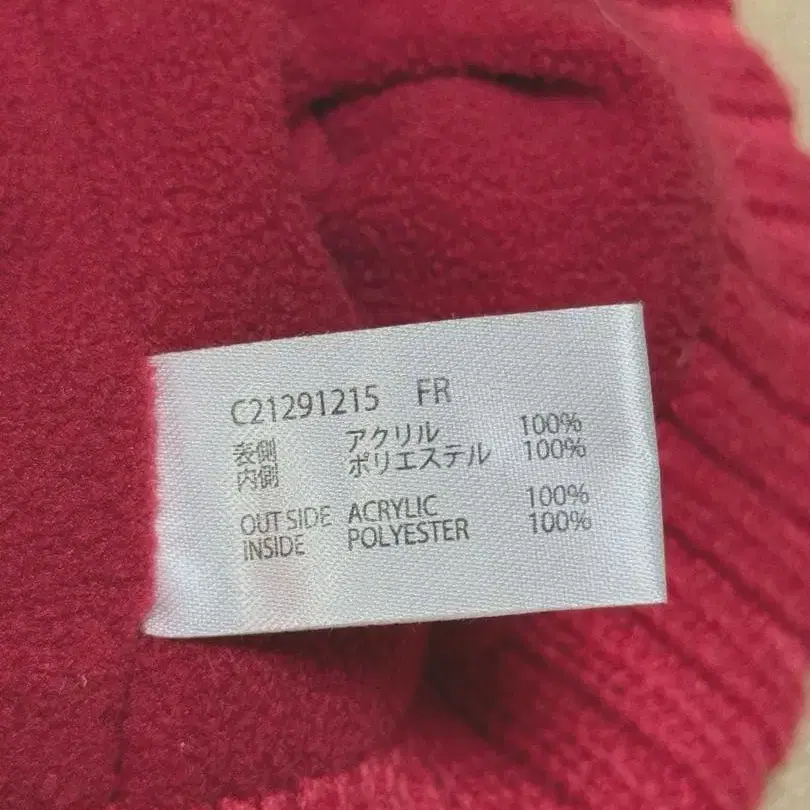 C21291215 FR
表側 アクリル 100%
内側 ポリエステル 100%
OUT SIDE ACRYLIC 100%
INSIDE POLYESTER 100%